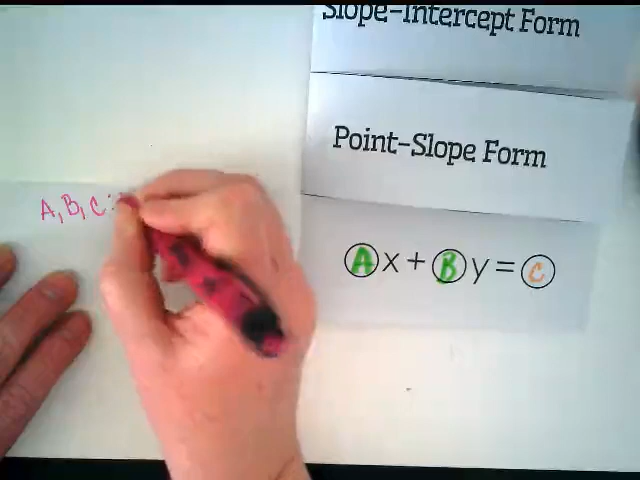 Slope-Intercept Form
Point-Slope Form
A, B, C:
Ax + By = C